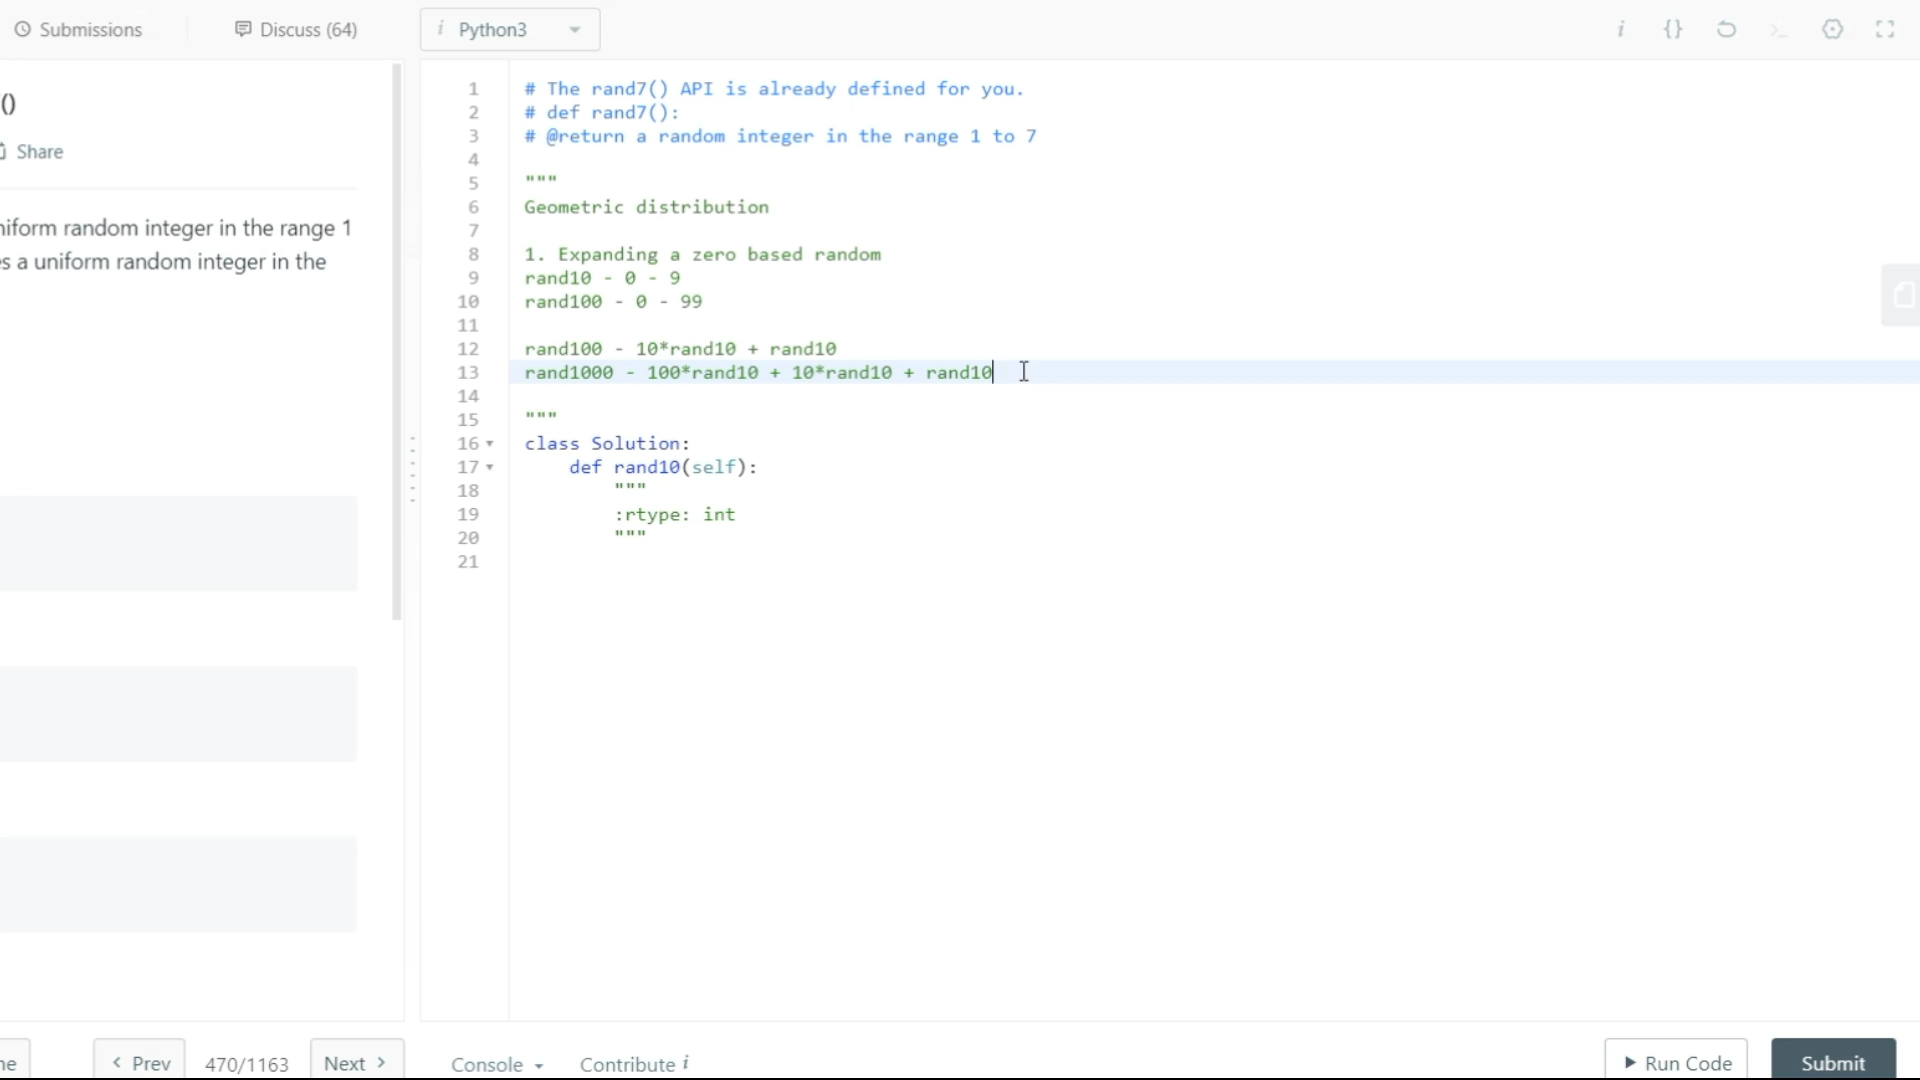 Submissions
Discuss (64)
i Python3
i {}
()
Share
niform random integer in the range 1
es a uniform random integer in the
1 # The rand7() API is already defined for you.
2 # def rand7():
3 # @return a random integer in the range 1 to 7
4
5 """
6 Geometric distribution
7
8 1. Expanding a zero based random
9 rand10 - 0 - 9
10 rand100 - 0 - 99
11
12 rand100 - 10*rand10 + rand10
13 rand1000 - 100*rand10 + 10*rand10 + rand10
14
15 """
16 class Solution:
17 def rand10(self):
18 """
19 :rtype: int
20 """
21
ne
Prev
470/1163
Next
Console
Contribute i
Run Code
Submit